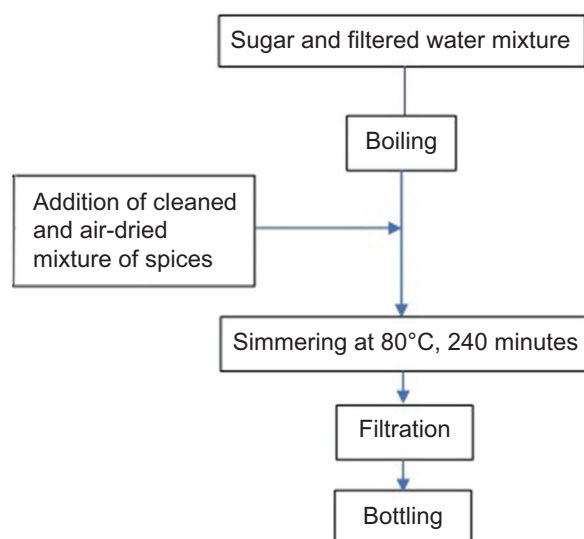 Sugar and filtered water mixture
Boiling
Addition of cleaned
and air-dried
mixture of spices
Simmering at 80°C, 240 minutes
Filtration
Bottling